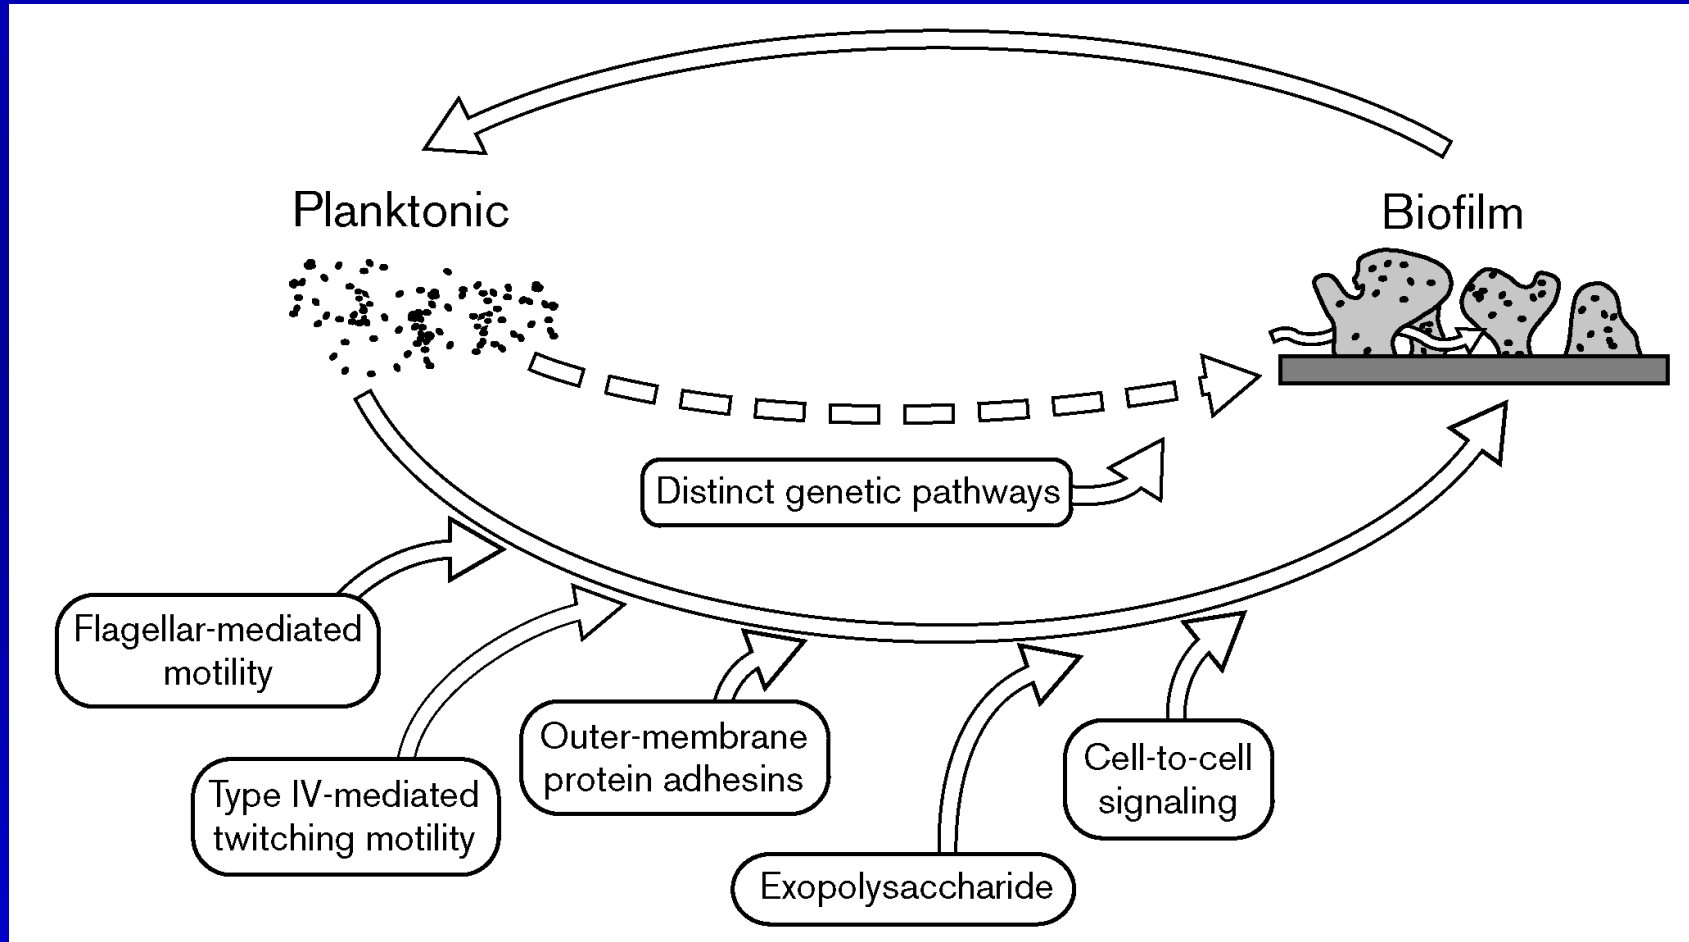 Planktonic
Biofilm
Distinct genetic pathways
Flagellar-mediated
motility
Type IV-mediated
twitching motility
Outer-membrane
protein adhesins
Exopolysaccharide
Cell-to-cell
signaling